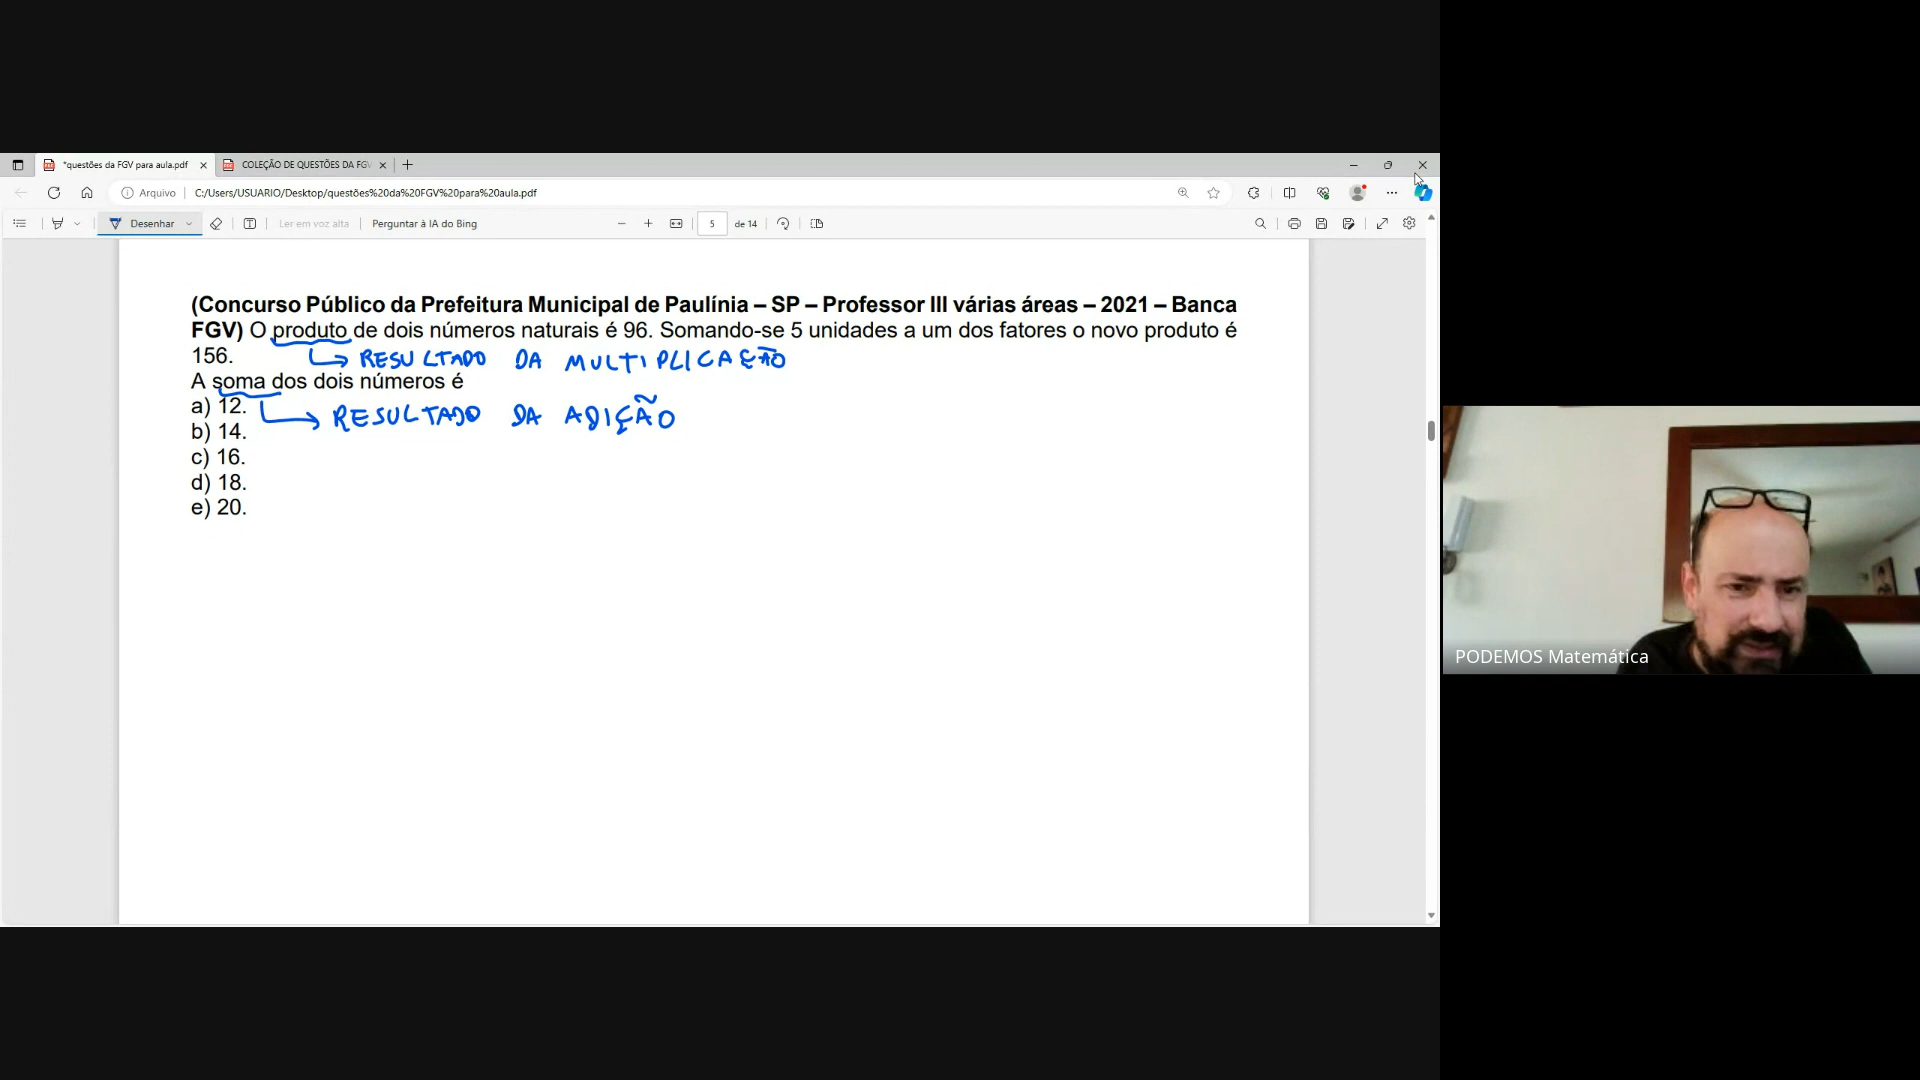 *questões da FGV para aula.pdf
COLEÇÃO DE QUESTÕES DA FGV
Arquivo
C:/Users/USUARIO/Desktop/questões%20da%20FGV%20para%20aula.pdf
Desenhar
Ler em voz alta
Perguntar à IA do Bing
5
de 14
(Concurso Público da Prefeitura Municipal de Paulínia – SP – Professor III várias áreas – 2021 – Banca
FGV) O produto de dois números naturais é 96. Somando-se 5 unidades a um dos fatores o novo produto é
156.
RESULTADO DA MULTIPLICAÇÃO
A soma dos dois números é
a) 12.
RESULTADO DA ADIÇÃO
b) 14.
c) 16.
d) 18.
e) 20.
PODEMOS Matemática